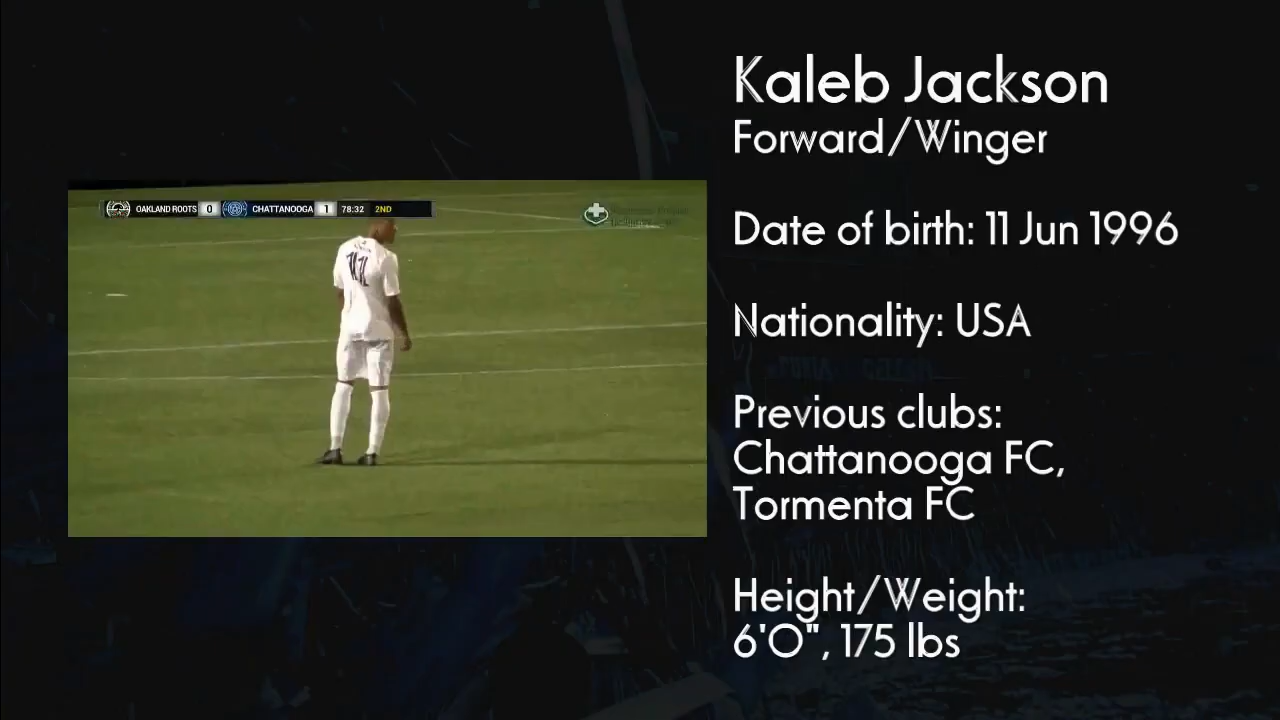 Kaleb Jackson
Forward/Winger
Date of birth: 11 Jun 1996
Nationality: USA
Previous clubs:
Chattanooga FC,
Tormenta FC
Height/Weight:
6'0", 175 lbs
OAKLAND ROOTS 0 CHATTANOOGA 1 78:32 2ND
11